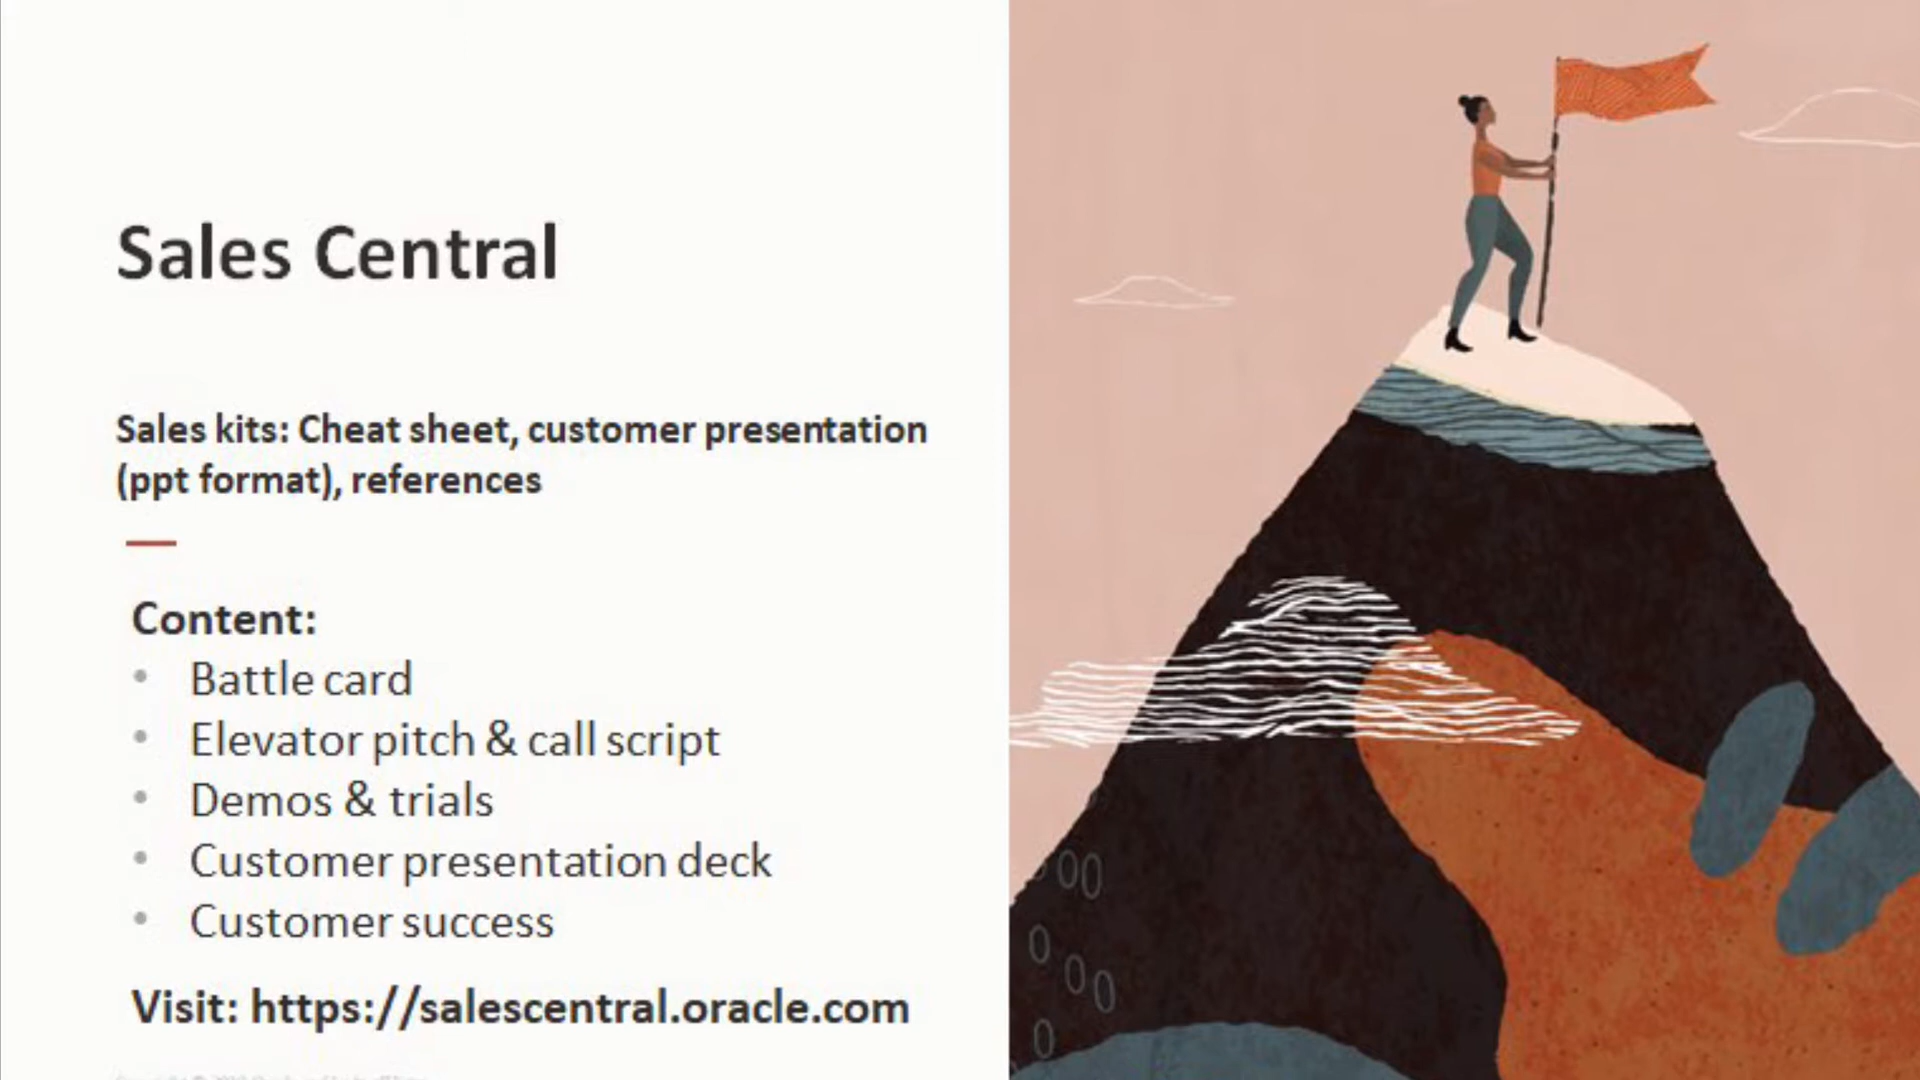 Sales Central
Sales kits: Cheat sheet, customer presentation
(ppt format), references
Content:
• Battle card
• Elevator pitch & call script
• Demos & trials
• Customer presentation deck
• Customer success
Visit: https://salescentral.oracle.com